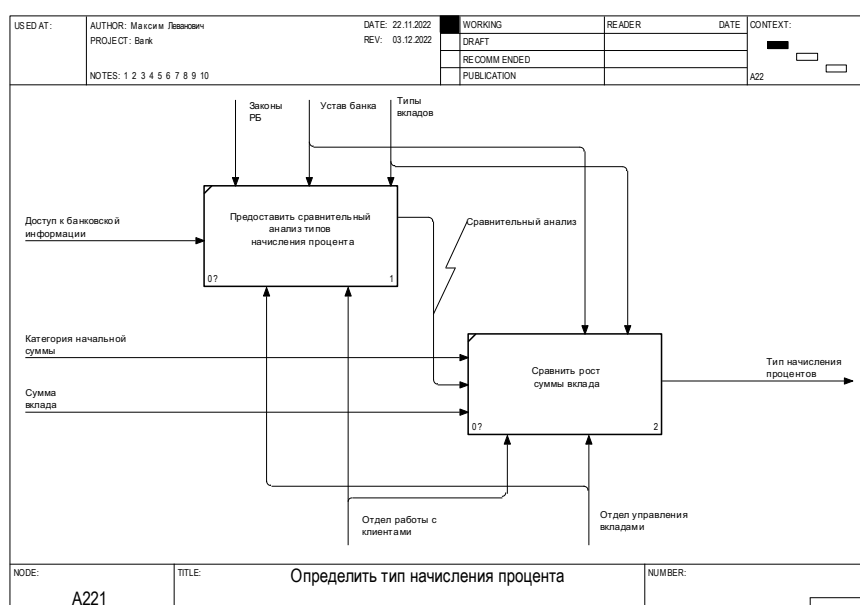 USED AT:
AUTHOR: Максим Леванович
DATE: 22.11.2022
WORKING
READER
DATE
CONTEXT:
PROJECT: Bank
REV: 03.12.2022
DRAFT
RECOMMENDED
NOTES: 1 2 3 4 5 6 7 8 9 10
PUBLICATION
A22
Законы
РБ
Устав банка
Типы
вкладов
Доступ к банковской
информации
Предоставить сравнительный
анализ типов
начисления процента
0?
1
Сравнительный анализ
Категория начальной
суммы
Сравнить рост
суммы вклада
0?
2
Тип начисления
процентов
Сумма
вклада
Отдел работы с
клиентами
Отдел управления
вкладами
NODE:
TITLE:
Определить тип начисления процента
NUMBER:
A221